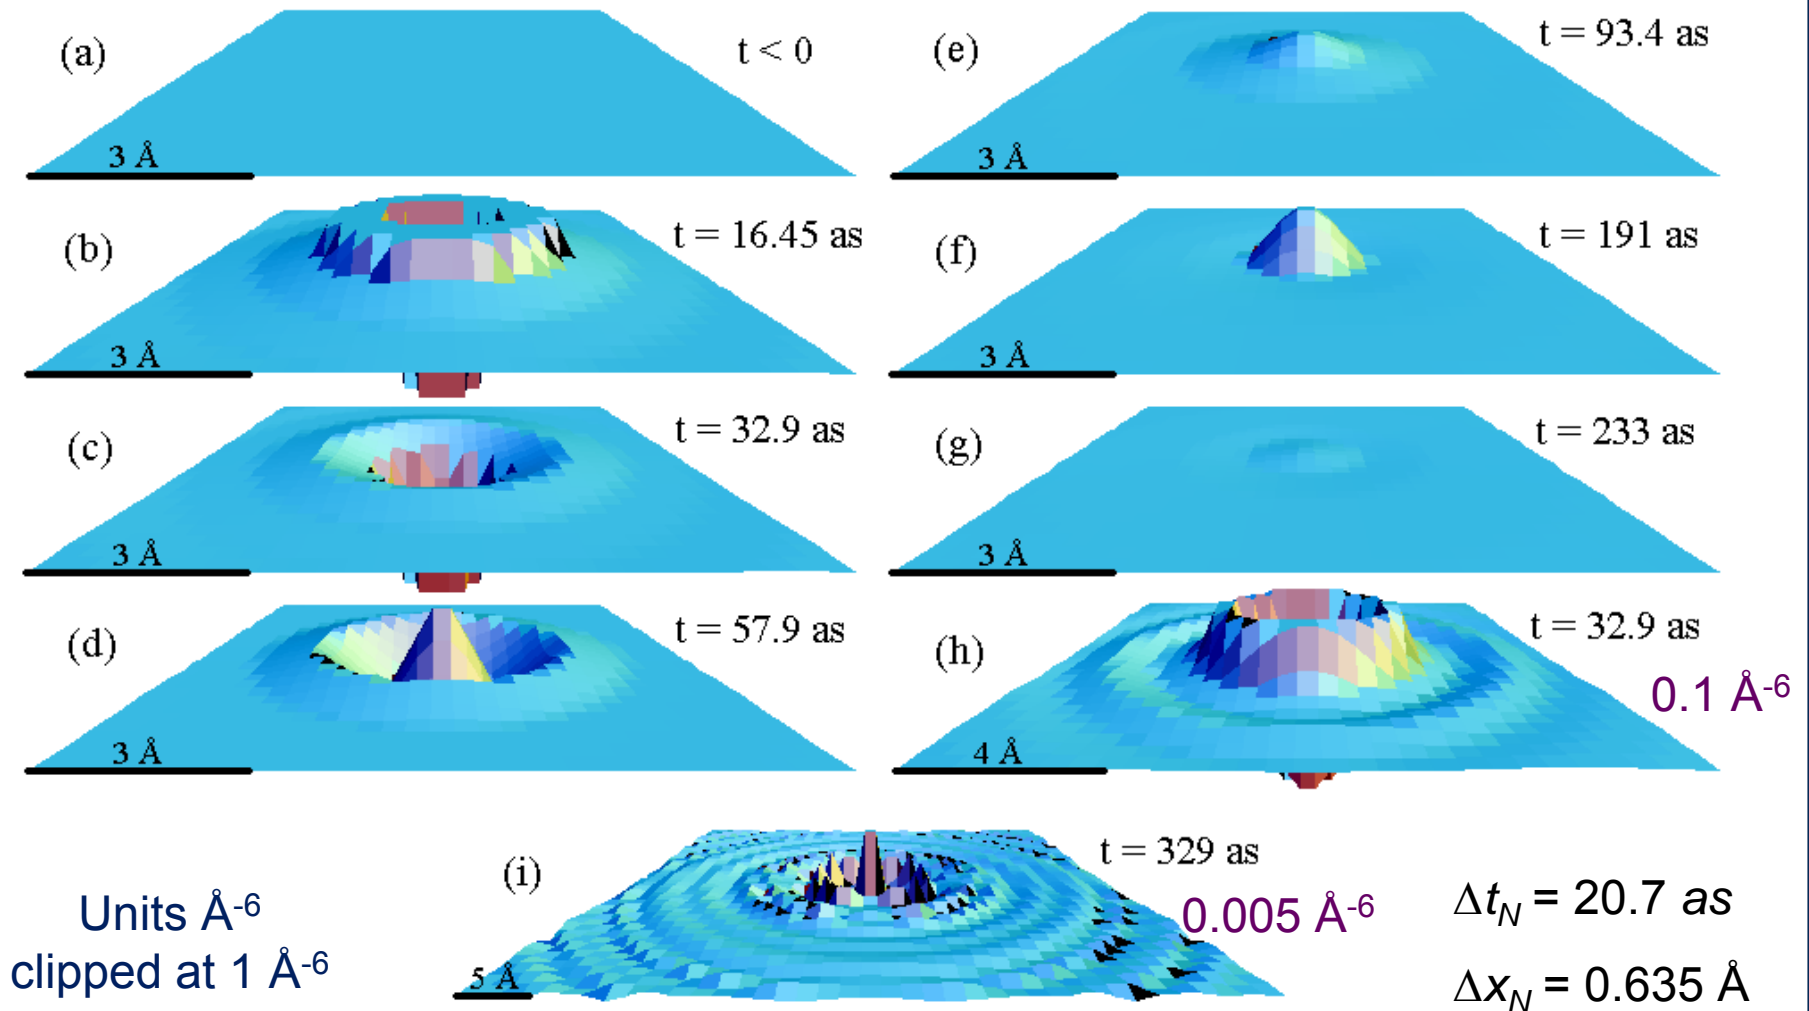 (a)
t < 0
3 Å
(b)
t = 16.45 as
3 Å
(c)
t = 32.9 as
3 Å
(d)
t = 57.9 as
3 Å
(e)
t = 93.4 as
3 Å
(f)
t = 191 as
3 Å
(g)
t = 233 as
3 Å
(h)
t = 32.9 as
0.1 Å⁻⁶
4 Å
(i)
t = 329 as
0.005 Å⁻⁶
5 Å
Units Å⁻⁶
clipped at 1 Å⁻⁶
Δt_N = 20.7 as
Δx_N = 0.635 Å